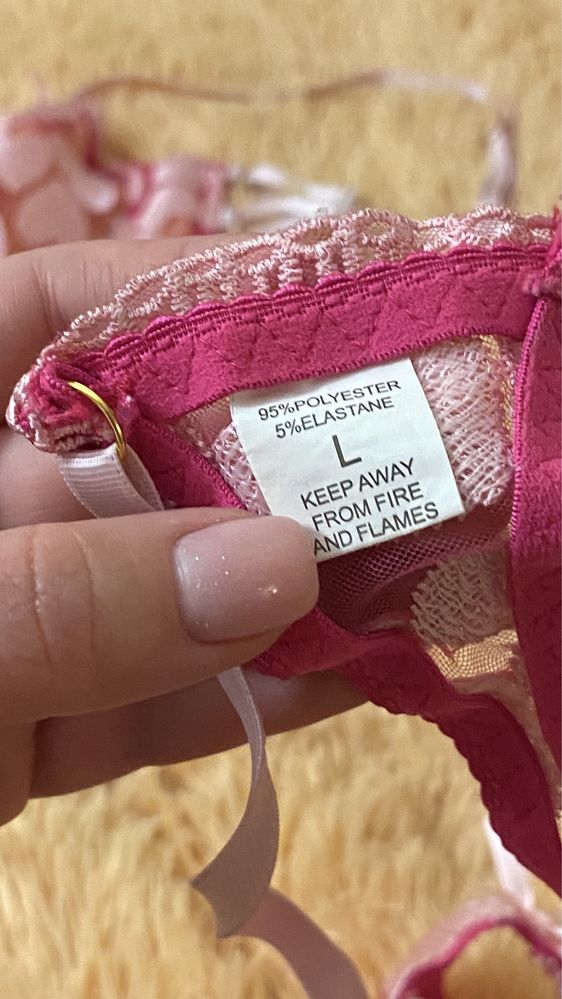 95%POLYESTER
5%ELASTANE
L
KEEP AWAY
FROM FIRE
AND FLAMES